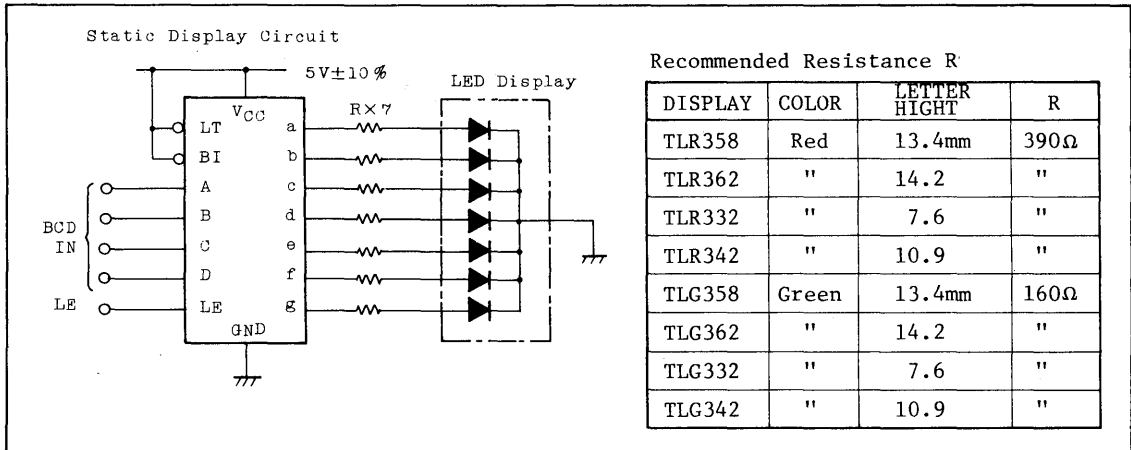 Static Display Circuit
5V±10%
LED Display
VCC
R×7
LT
BI
A
B
C
D
LE
GND
a
b
c
d
e
f
g
BCD
IN
LE
Recommended Resistance R
DISPLAY COLOR LETTER HIGHT R
TLR358 Red 13.4mm 390Ω
TLR362 " 14.2 "
TLR332 " 7.6 "
TLR342 " 10.9 "
TLG358 Green 13.4mm 160Ω
TLG362 " 14.2 "
TLG332 " 7.6 "
TLG342 " 10.9 "